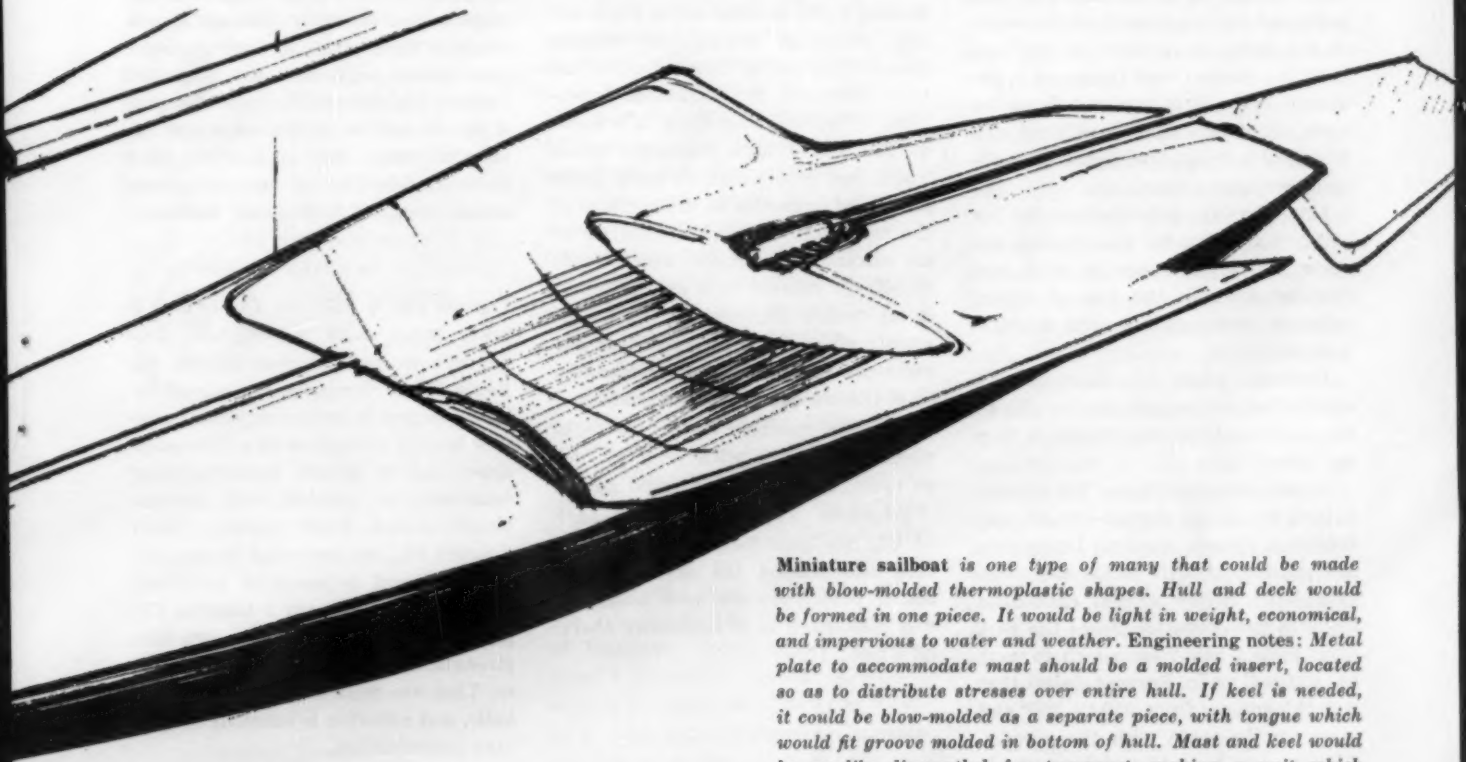 Miniature sailboat is one type of many that could be made
with blow-molded thermoplastic shapes. Hull and deck would
be formed in one piece. It would be light in weight, economical,
and impervious to water and weather. Engineering notes: Metal
plate to accommodate mast should be a molded insert, located
so as to distribute stresses over entire hull. If keel is needed,
it could be blow-molded as a separate piece, with tongue which
would fit groove molded in bottom of hull. Mast and keel would